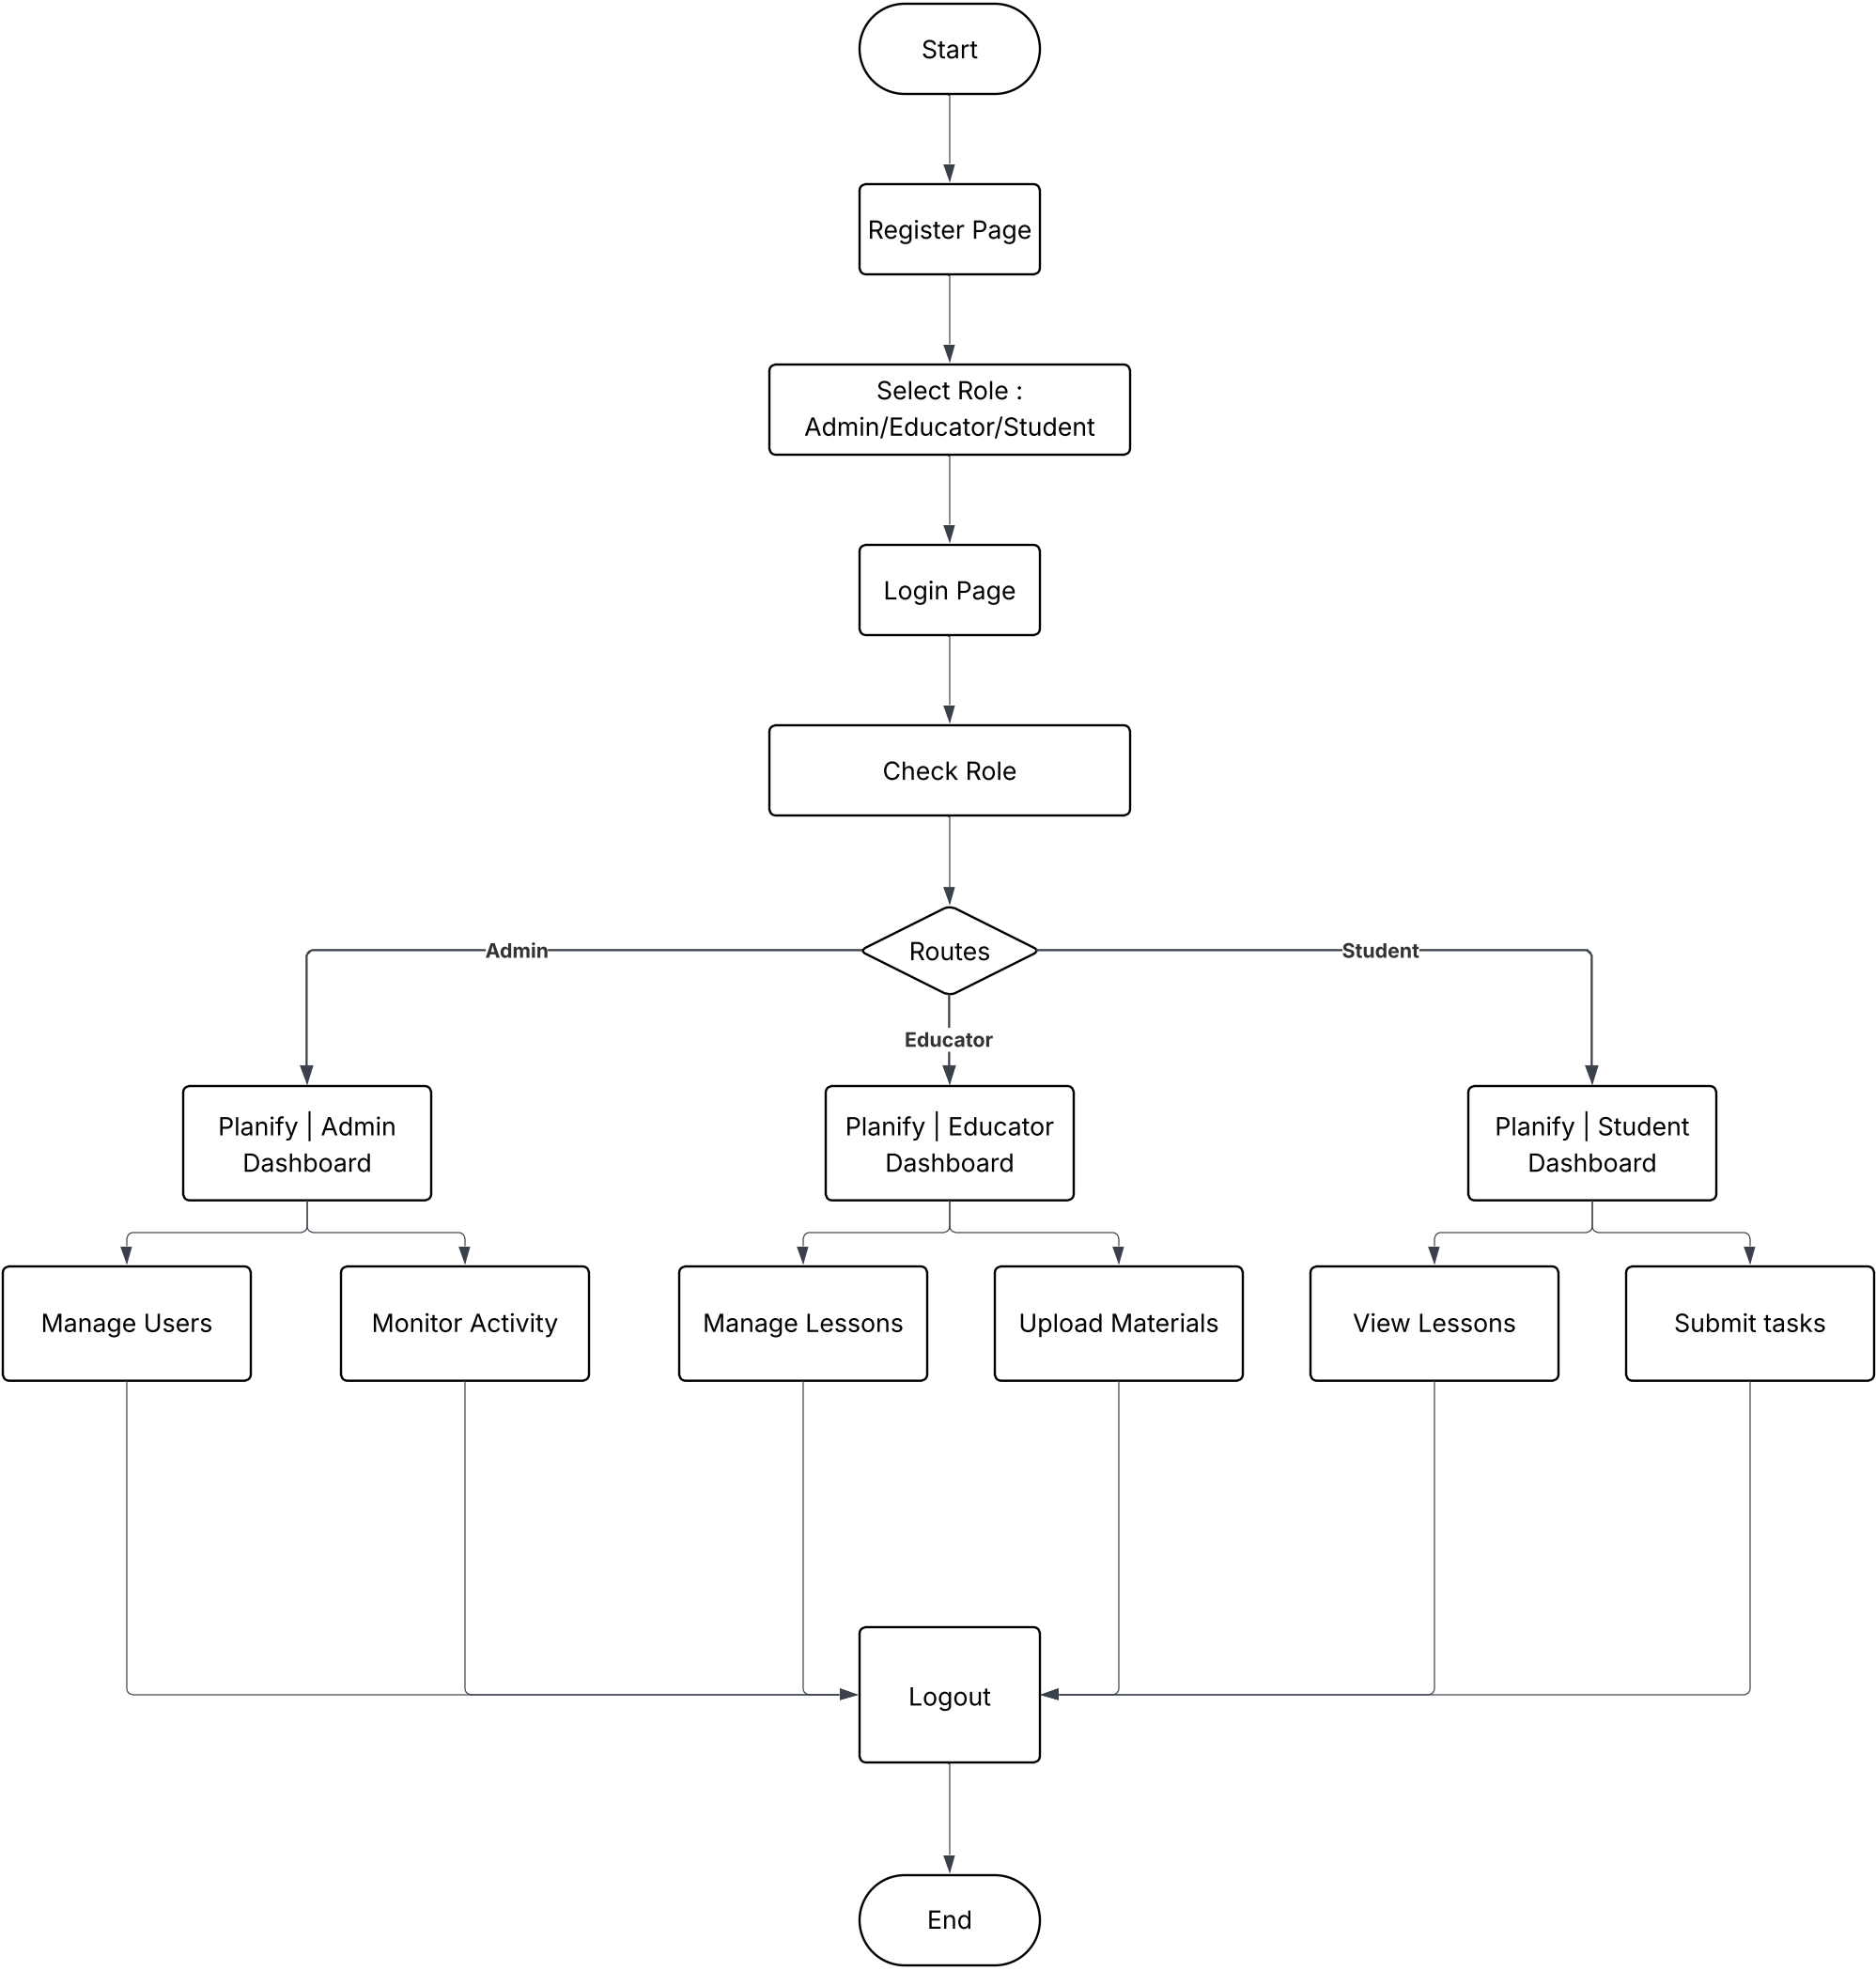 Start
Register Page
Select Role :
Admin/Educator/Student
Login Page
Check Role
Routes
Admin
Student
Educator
Planify | Admin
Dashboard
Planify | Educator
Dashboard
Planify | Student
Dashboard
Manage Users
Monitor Activity
Manage Lessons
Upload Materials
View Lessons
Submit tasks
Logout
End